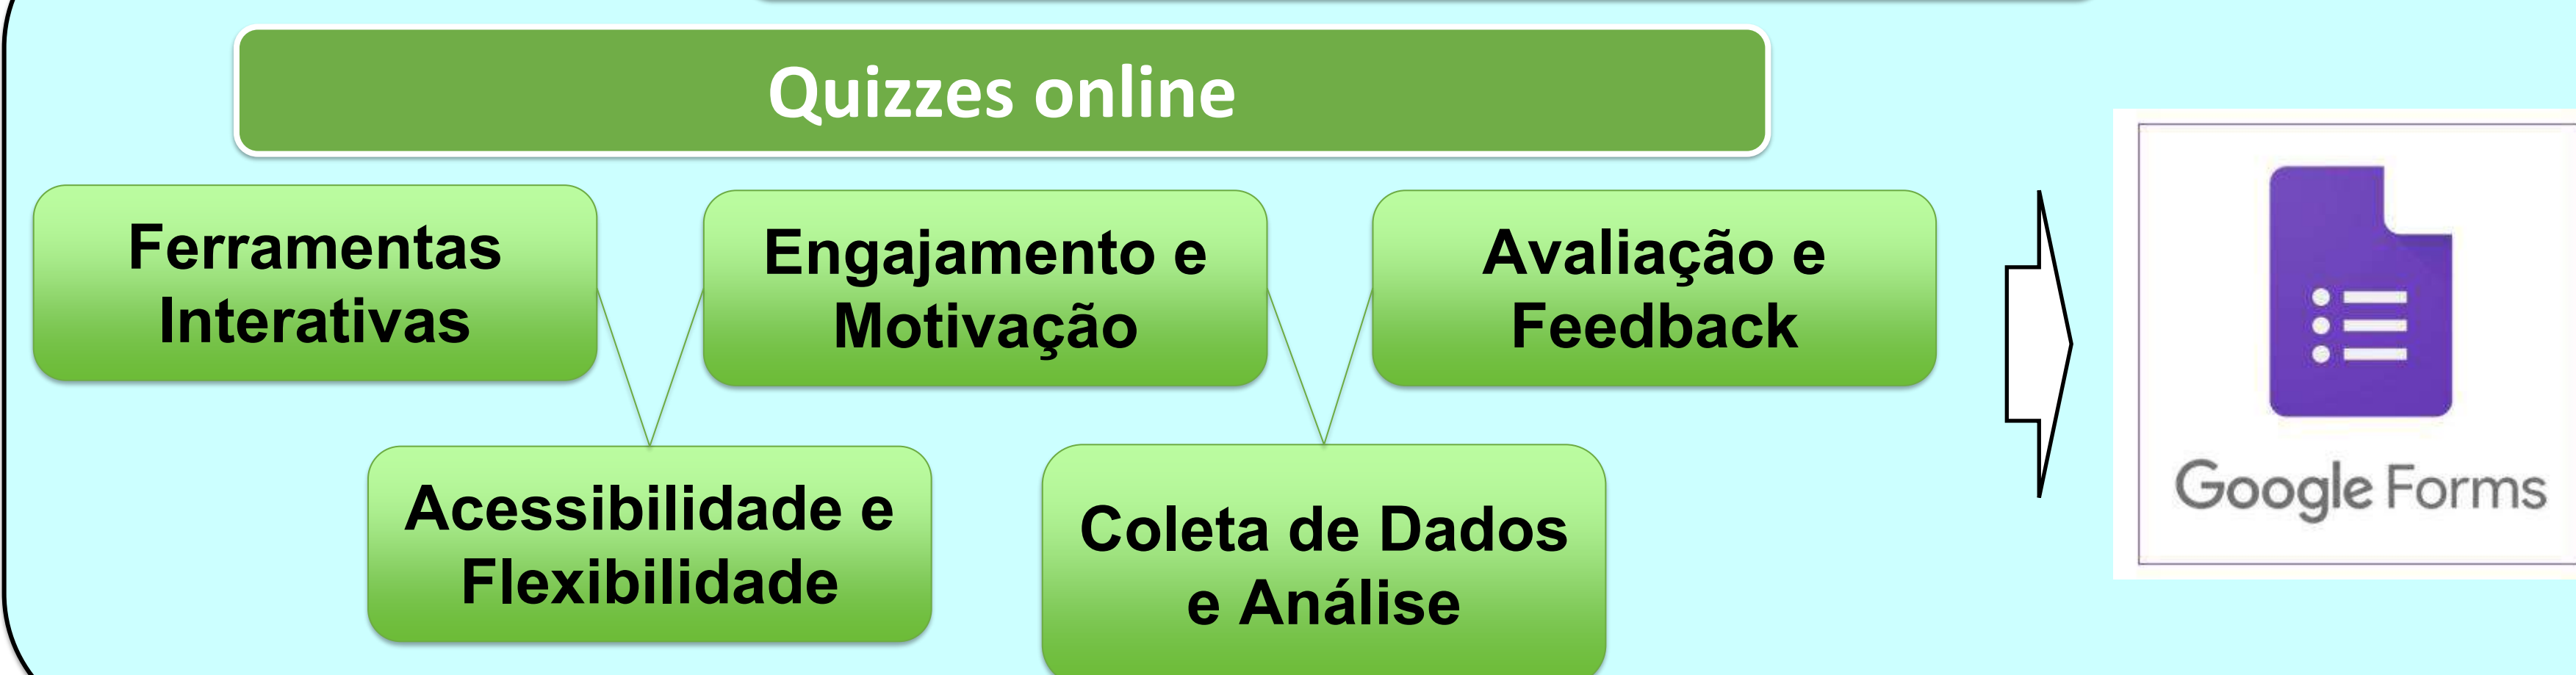 Quizzes online
Ferramentas
Interativas
Engajamento e
Motivação
Avaliação e
Feedback
Acessibilidade e
Flexibilidade
Coleta de Dados
e Análise
Google Forms